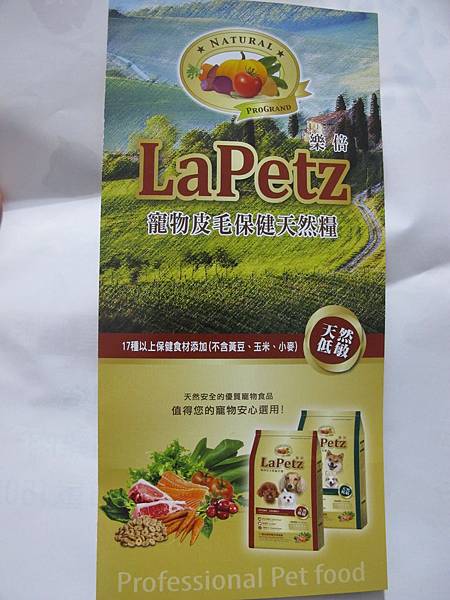 NATURAL
PROGRAND
樂倍
LaPetz
寵物皮毛保健天然糧
天然
低敏
17種以上保健食材添加(不含黃豆、玉米、小麥)
天然安全的優質寵物食品
值得您的寵物安心選用!
LaPetz
Professional Pet food